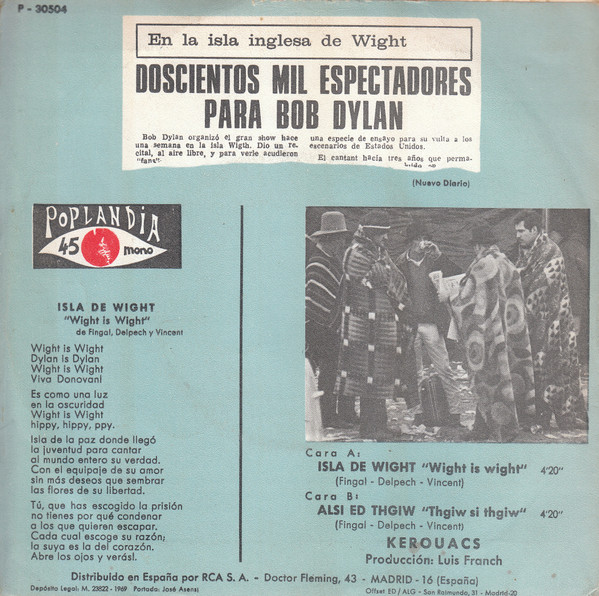 P - 30504
En la isla inglesa de Wight
DOSCIENTOS MIL ESPECTADORES
PARA BOB DYLAN
Bob Dylan organizó el gran show hace
una semana en la isla Wigth. Dio un re-
cital, al aire libre, y para verle acudieron
"fans"
una especie de ensayo para su vuelta a los
escenarios de Estados Unidos.
El cantant hacía tres años que perma-
(Nuevo Diario)
POPLANDIA
45 mono
ISLA DE WIGHT
"Wight is Wight"
de Fingal, Delpech y Vincent
Wight is Wight
Dylan is Dylan
Wight is Wight
Viva Donovan!
Es como una luz
en la oscuridad
Wight is Wight
hippy, hippy, ppy.
Isla de la paz donde llegó
la juventud para cantar
al mundo entero su verdad.
Con el equipaje de su amor
sin más deseos que sembrar
las flores de su libertad.
Tú, que has escogido la prisión
no tienes por qué condenar
a los que quieren escapar.
Cada cual escoge su razón;
la suya es la del corazón.
Abre los ojos y verás!.
Cara A:
ISLA DE WIGHT "Wight is wight" 4'20"
(Fingal - Delpech - Vincent)
Cara B:
ALSI ED THGIW "Thgiw si thgiw" 4'20"
(Fingal - Delpech - Vincent)
KEROUACS
Producción: Luis Franch
Distribuido en España por RCA S. A. - Doctor Fleming, 43 - MADRID - 16 (España)
Depósito Legal: M. 23822 - 1969 Portada: José Asensi
Offset ED / ALG - San Raimundo, 31 - Madrid-20